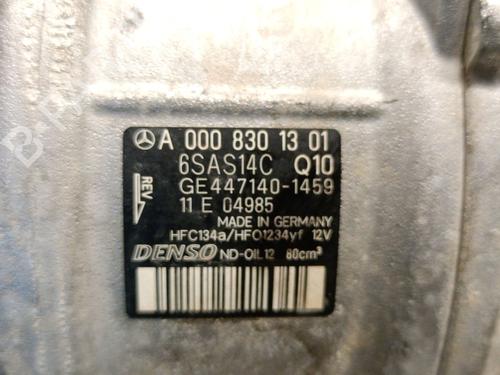 A 000 830 13 01
6SAS14C Q10
REV
GE447140-1459
11 E 04985
MADE IN GERMANY
HFC134a/HFO1234yf 12V
DENSO ND-OIL12 80cm³